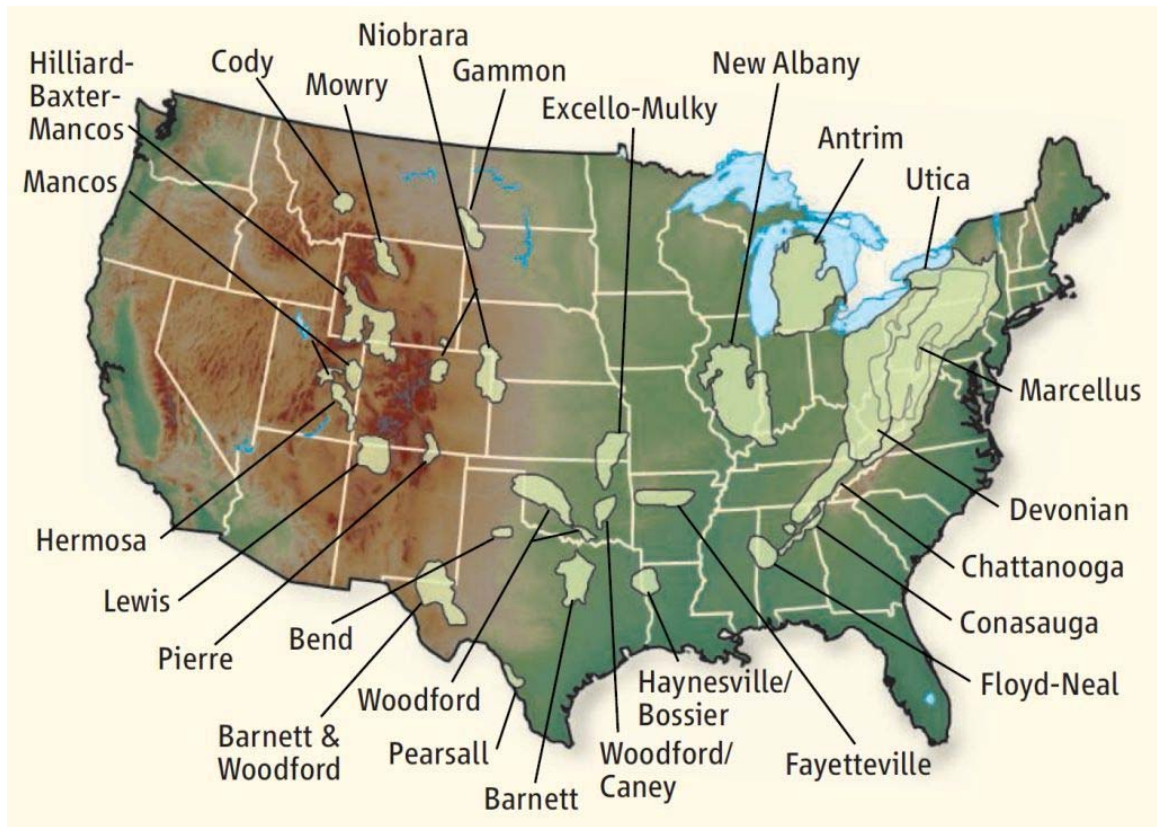 Niobrara
Hilliard-
Baxter-
Mancos
Cody
Mowry
Gammon
New Albany
Excello-Mulky
Antrim
Mancos
Utica
Marcellus
Devonian
Hermosa
Chattanooga
Lewis
Conasauga
Bend
Pierre
Floyd-Neal
Woodford
Haynesville/
Bossier
Barnett &
Woodford
Pearsall
Woodford/
Caney
Fayetteville
Barnett